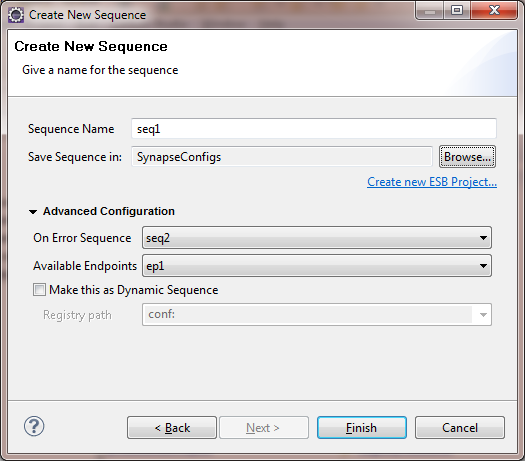 Create New Sequence
Create New Sequence
Give a name for the sequence
Sequence Name seq1
Save Sequence in: SynapseConfigs Browse...
Create new ESB Project...
Advanced Configuration
On Error Sequence seq2
Available Endpoints ep1
Make this as Dynamic Sequence
Registry path conf:
? < Back Next > Finish Cancel